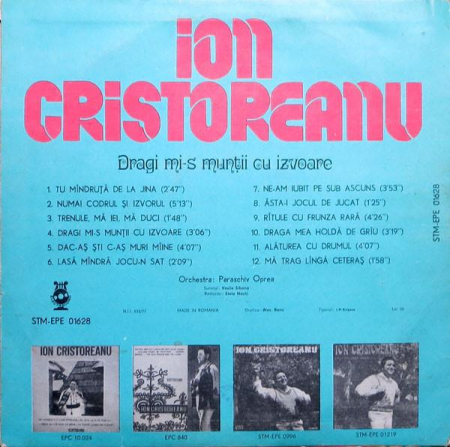 ion
CRISTOREANU
Dragi mi-s munții cu izvoare
1. TU MÎNDRUȚĂ DE LA JINA (2'47")
2. NUMAI CODRUL ȘI IZVORUL (5'13")
3. TRENULE, MĂ IEI, MĂ DUCI (1'48")
4. DRAGI MI-S MUNȚII CU IZVOARE (3'06")
5. DAC-AȘ ȘTI C-AȘ MURI MÎINE (4'07")
6. LASĂ MÎNDRĂ JOCU-N SAT (2'09")
7. NE-AM IUBIT PE SUB ASCUNS (3'53")
8. ĂSTA-I JOCUL DE JUCAT (1'25")
9. RÎTULE CU FRUNZA RARĂ (4'26")
10. DRAGA MEA HOLDĂ DE GRÎU (3'19")
11. ALĂTUREA CU DRUMUL (4'07")
12. MĂ TRAG LÎNGĂ CETERAȘ (1'58")
STM-EPE 01628
Orchestra: Paraschiv Oprea
MADE IN ROMANIA
STM-EPE 01628
ION CRISTOREANU
EPC 10.024
ION CRISTOREANU
EPC 840
ION CRISTOREANU
STM-EPE 0996
ION CRISTOREANU
STM-EPE 01219